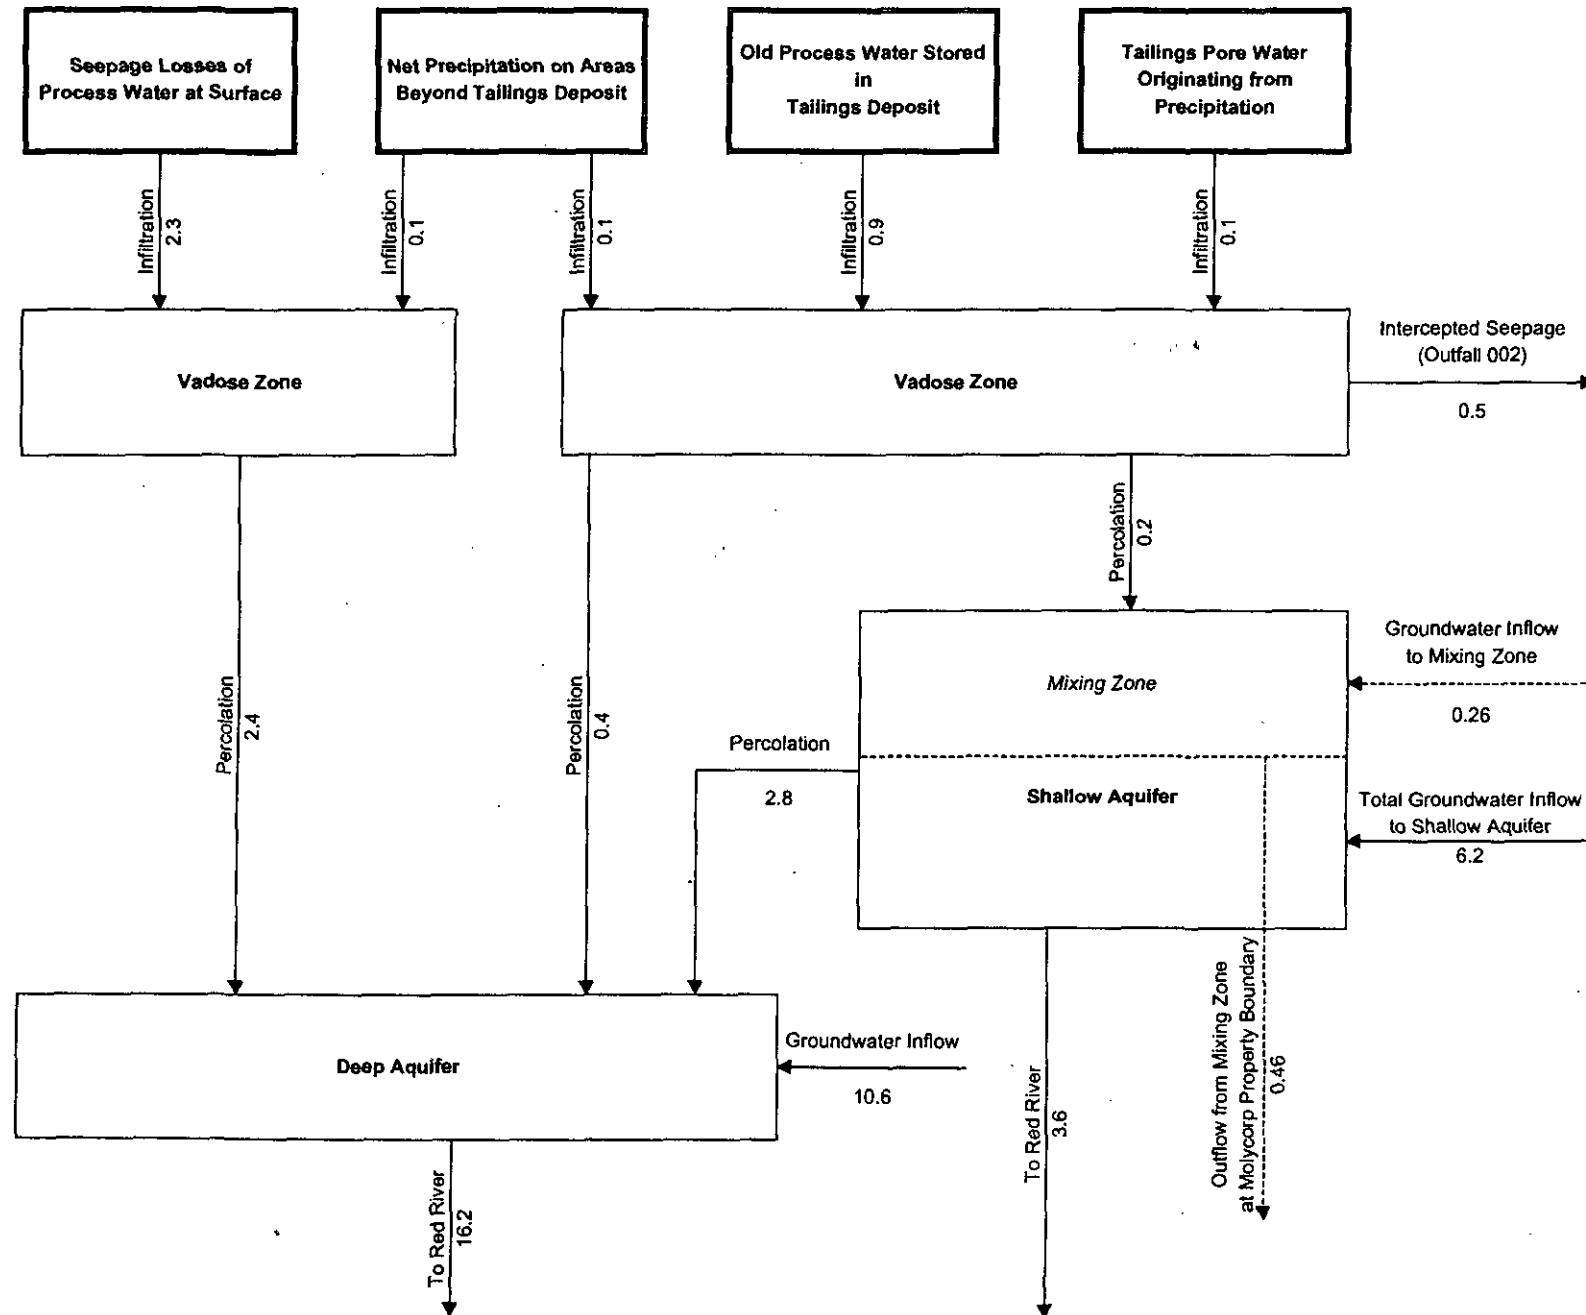 Seepage Losses of
Process Water at Surface
Net Precipitation on Areas
Beyond Tailings Deposit
Old Process Water Stored
in
Tailings Deposit
Tailings Pore Water
Originating from
Precipitation
Infiltration
2.3
Infiltration
0.1
Infiltration
0.1
Infiltration
0.9
Infiltration
0.1
Vadose Zone
Vadose Zone
Intercepted Seepage
(Outfall 002)
0.5
Percolation
2.4
Percolation
0.4
Percolation
0.2
Mixing Zone
Groundwater Inflow
to Mixing Zone
0.26
Percolation
2.8
Shallow Aquifer
Total Groundwater Inflow
to Shallow Aquifer
6.2
Deep Aquifer
Groundwater Inflow
10.6
To Red River
16.2
To Red River
3.6
Outflow from Mixing Zone
at Molycorp Property Boundary
0.46